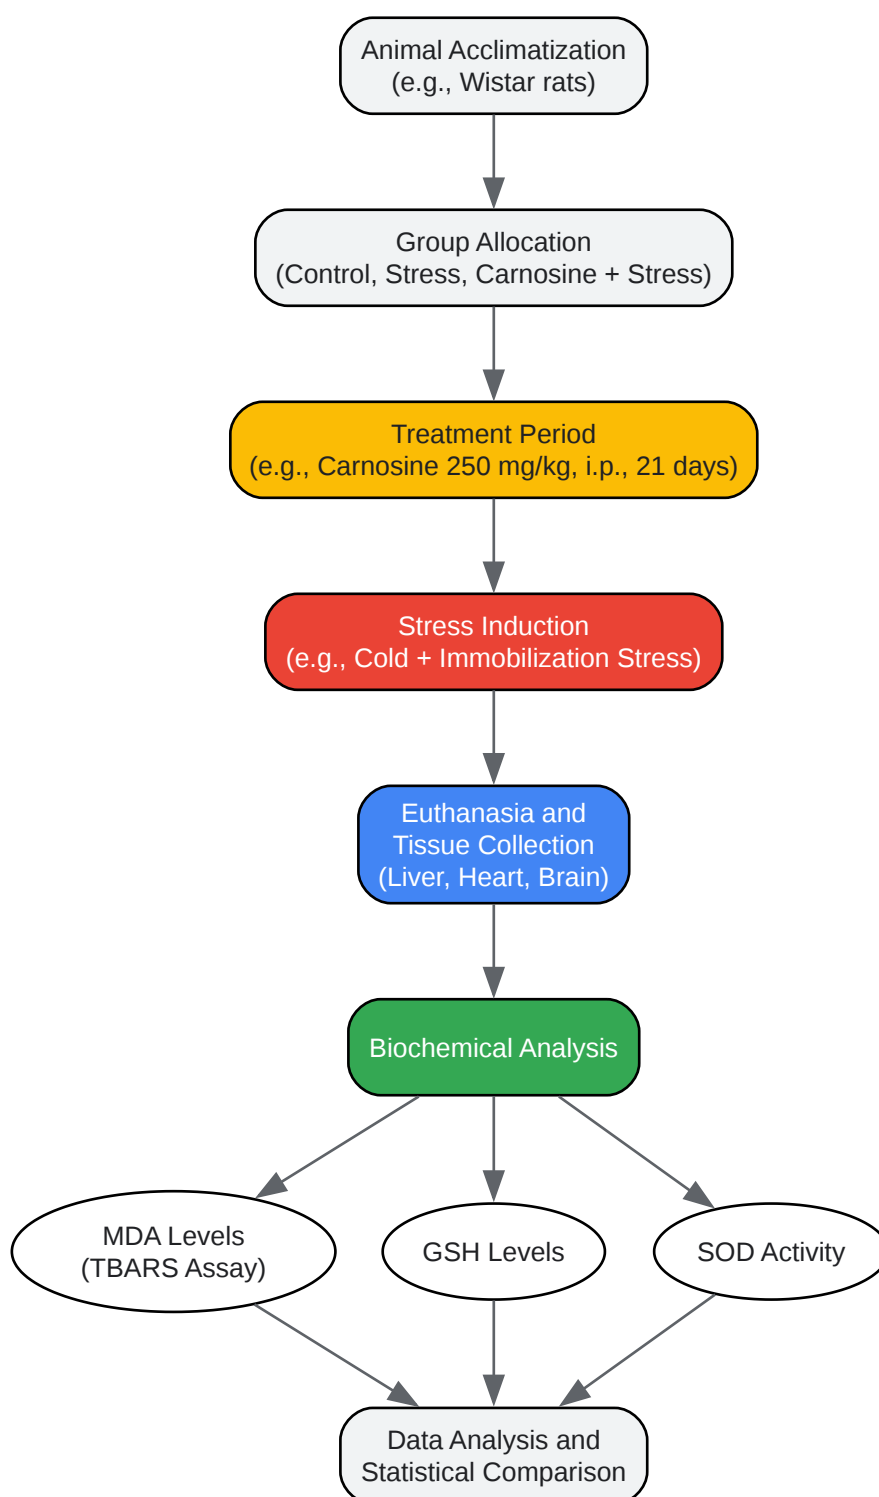 Animal Acclimatization
(e.g., Wistar rats)
Group Allocation
(Control, Stress, Carnosine + Stress)
Treatment Period
(e.g., Carnosine 250 mg/kg, i.p., 21 days)
Stress Induction
(e.g., Cold + Immobilization Stress)
Euthanasia and
Tissue Collection
(Liver, Heart, Brain)
Biochemical Analysis
MDA Levels
(TBARS Assay)
GSH Levels
SOD Activity
Data Analysis and
Statistical Comparison